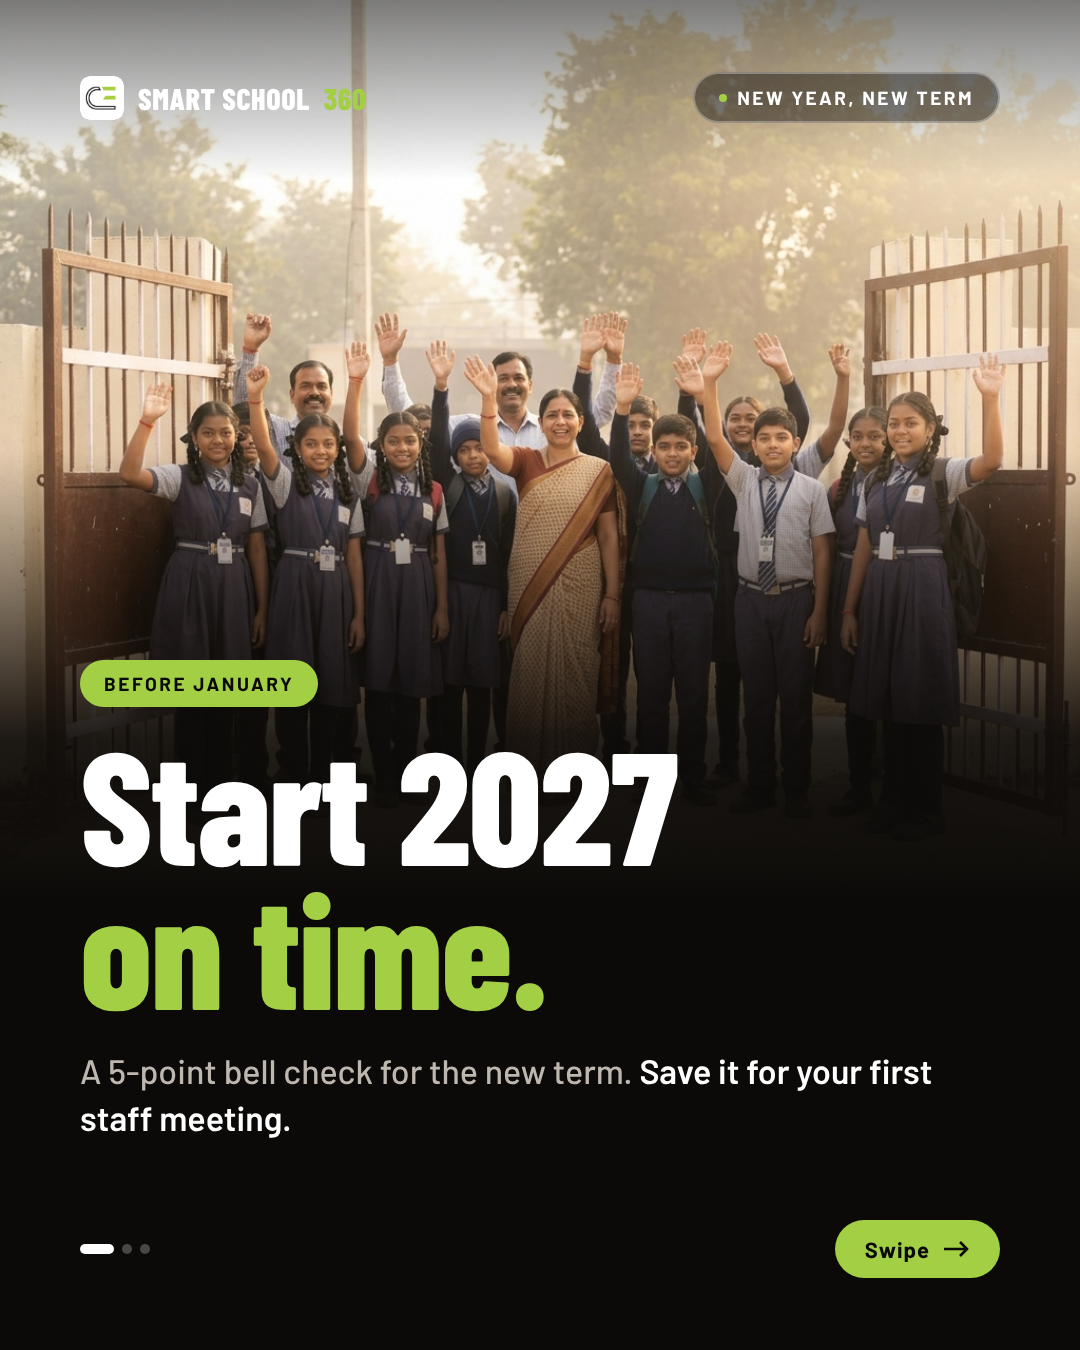 SMART SCHOOL 360
NEW YEAR, NEW TERM
BEFORE JANUARY
Start 2027
on time.
A 5-point bell check for the new term. Save it for your first
staff meeting.
Swipe →